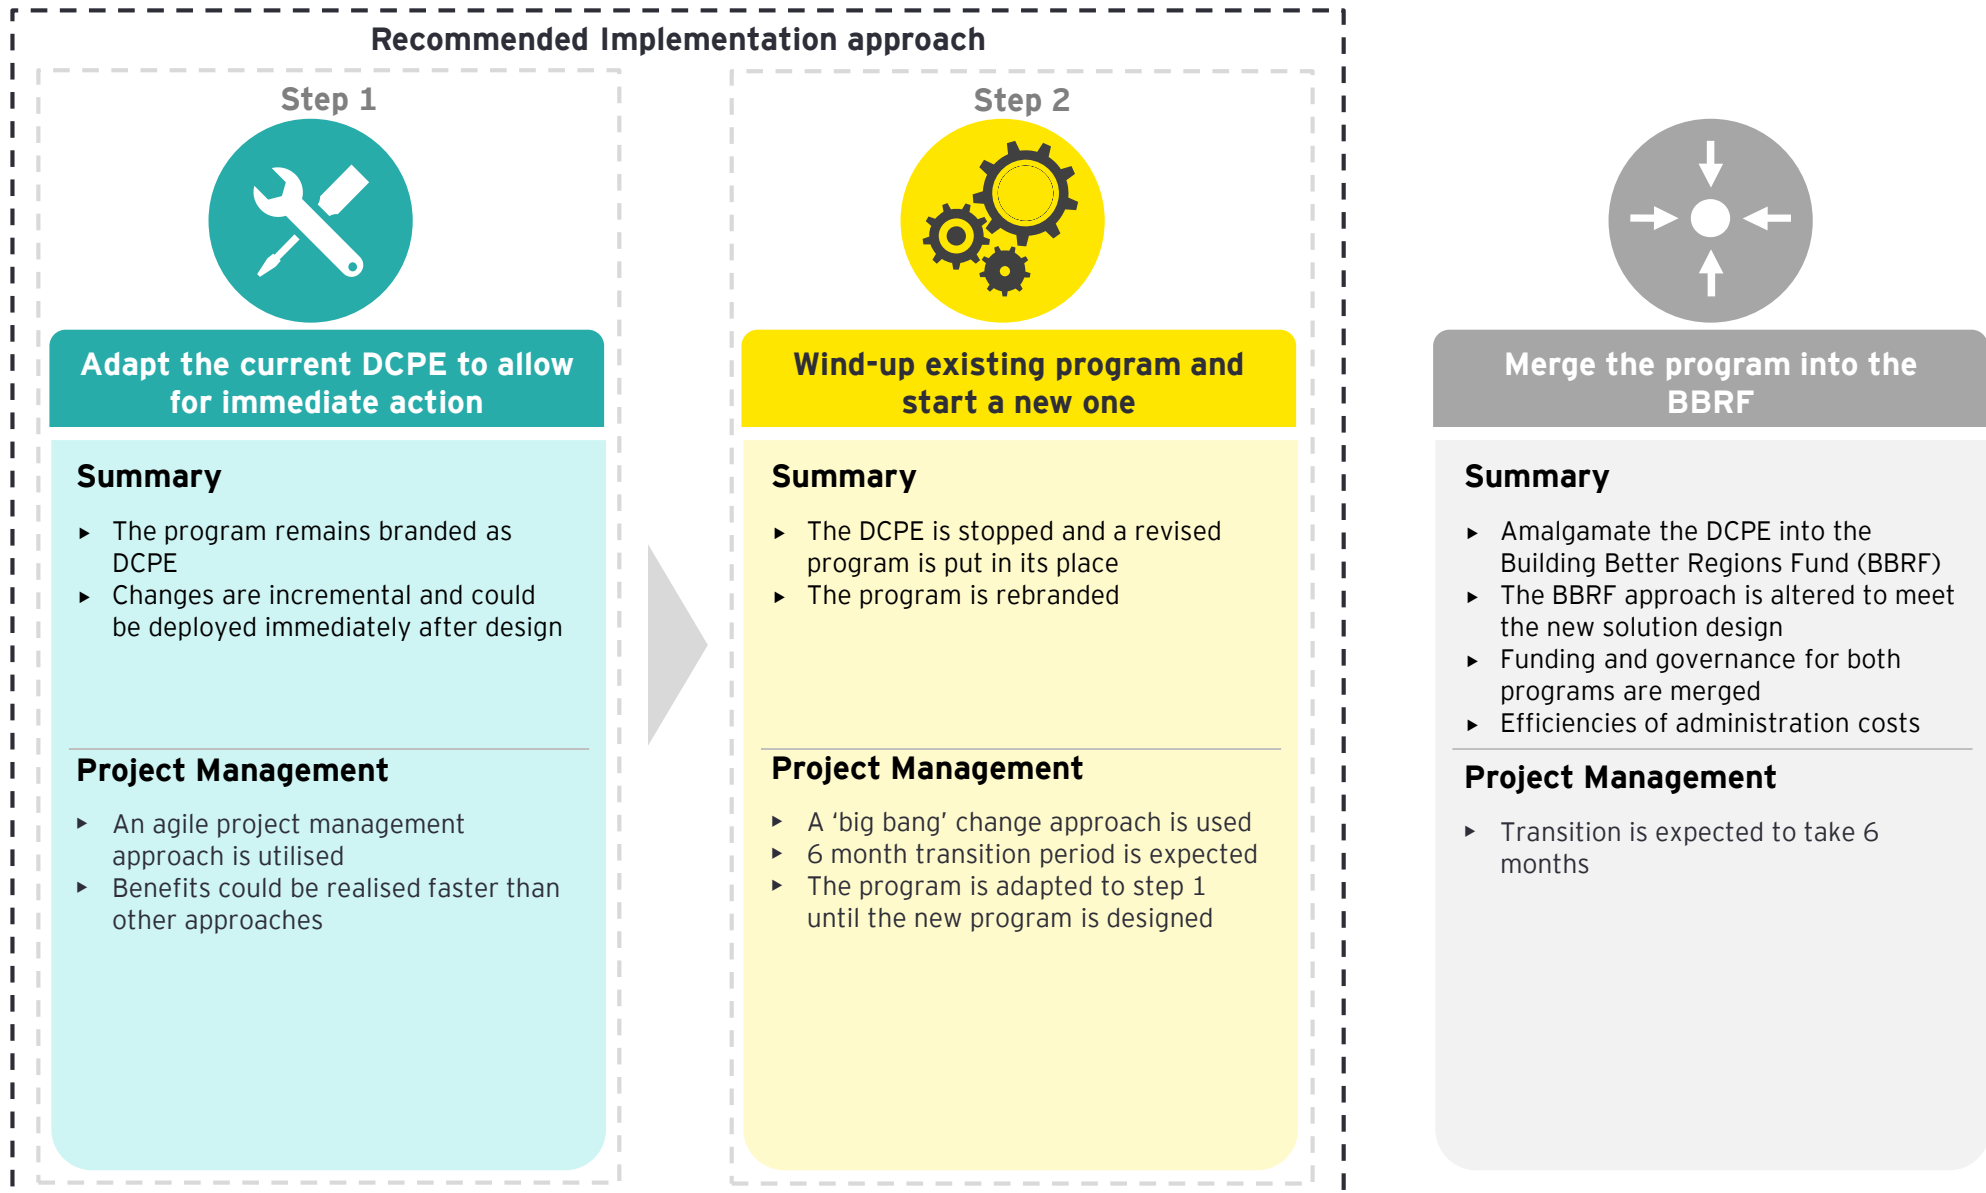 Recommended Implementation approach
Step 1
Adapt the current DCPE to allow
for immediate action
Summary
▸ The program remains branded as
DCPE
▸ Changes are incremental and could
be deployed immediately after design
Project Management
▸ An agile project management
approach is utilised
▸ Benefits could be realised faster than
other approaches
Step 2
Wind-up existing program and
start a new one
Summary
▸ The DCPE is stopped and a revised
program is put in its place
▸ The program is rebranded
Project Management
▸ A ‘big bang’ change approach is used
▸ 6 month transition period is expected
▸ The program is adapted to step 1
until the new program is designed
Merge the program into the
BBRF
Summary
▸ Amalgamate the DCPE into the
Building Better Regions Fund (BBRF)
▸ The BBRF approach is altered to meet
the new solution design
▸ Funding and governance for both
programs are merged
▸ Efficiencies of administration costs
Project Management
▸ Transition is expected to take 6
months